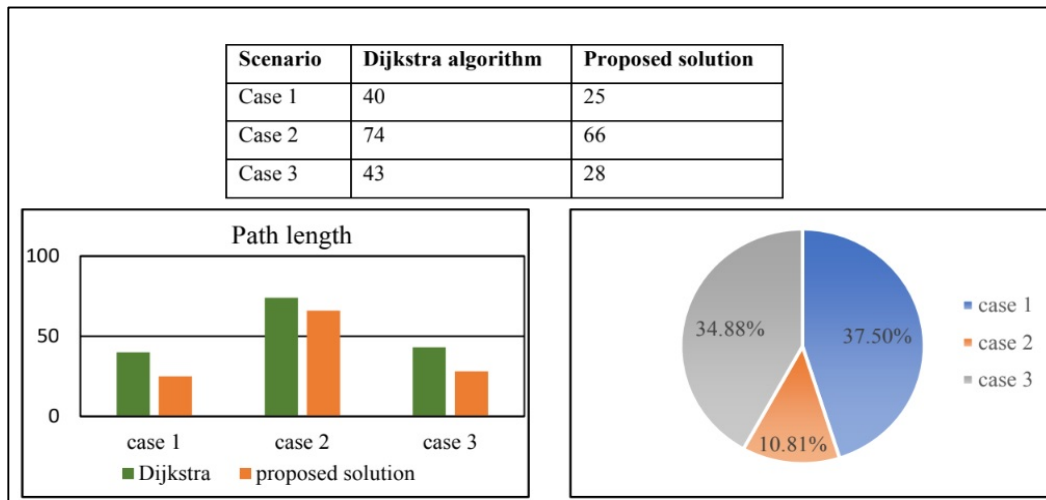 Scenario Dijkstra algorithm Proposed solution
Case 1 40 25
Case 2 74 66
Case 3 43 28
Path length
100
50
0
case 1 case 2 case 3
Dijkstra proposed solution
34.88%
37.50%
10.81%
case 1
case 2
case 3